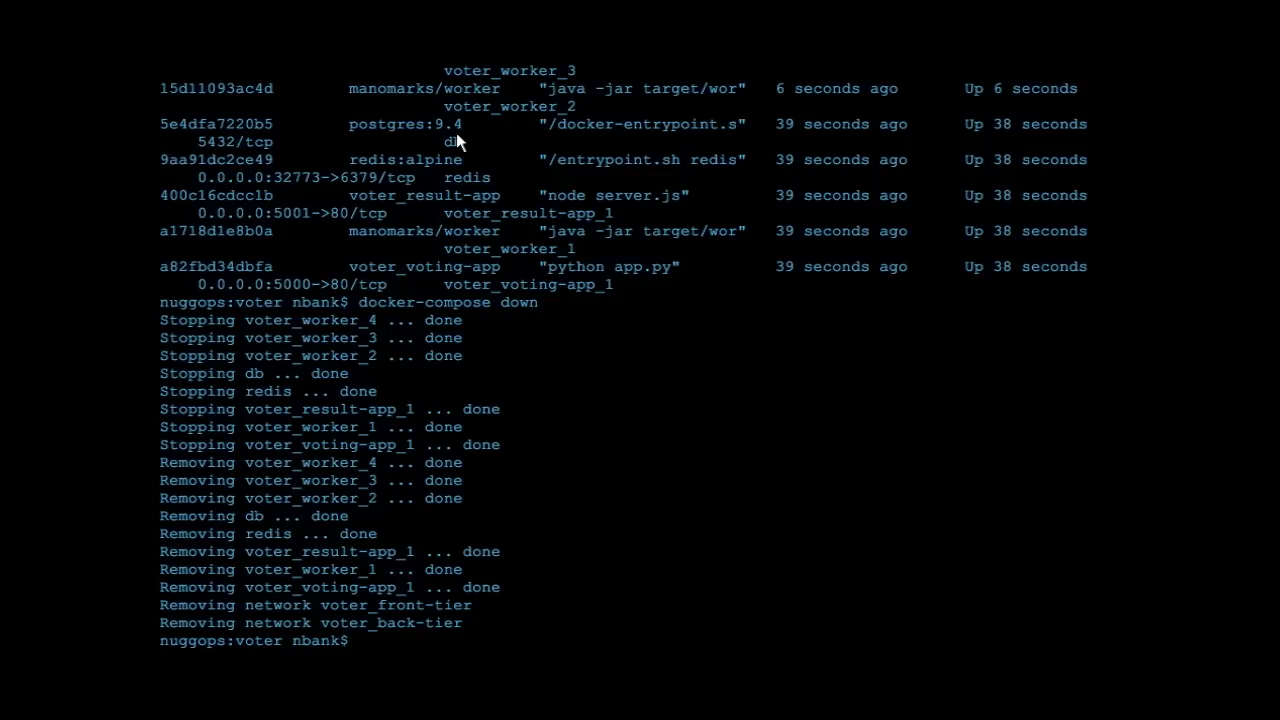 voter_worker_3
15d11093ac4d manomarks/worker "java -jar target/wor" 6 seconds ago Up 6 seconds
voter_worker_2
5e4dfa7220b5 postgres:9.4 "/docker-entrypoint.s" 39 seconds ago Up 38 seconds
5432/tcp db
9aa91dc2ce49 redis:alpine "/entrypoint.sh redis" 39 seconds ago Up 38 seconds
0.0.0.0:32773->6379/tcp redis
400c16cdcc1b voter_result-app "node server.js" 39 seconds ago Up 38 seconds
0.0.0.0:5001->80/tcp voter_result-app_1
a1718d1e8b0a manomarks/worker "java -jar target/wor" 39 seconds ago Up 38 seconds
voter_worker_1
a82fbd34dbfa voter_voting-app "python app.py" 39 seconds ago Up 38 seconds
0.0.0.0:5000->80/tcp voter_voting-app_1
nuggops:voter nbank$ docker-compose down
Stopping voter_worker_4 ... done
Stopping voter_worker_3 ... done
Stopping voter_worker_2 ... done
Stopping db ... done
Stopping redis ... done
Stopping voter_result-app_1 ... done
Stopping voter_worker_1 ... done
Stopping voter_voting-app_1 ... done
Removing voter_worker_4 ... done
Removing voter_worker_3 ... done
Removing voter_worker_2 ... done
Removing db ... done
Removing redis ... done
Removing voter_result-app_1 ... done
Removing voter_worker_1 ... done
Removing voter_voting-app_1 ... done
Removing network voter_front-tier
Removing network voter_back-tier
nuggops:voter nbank$